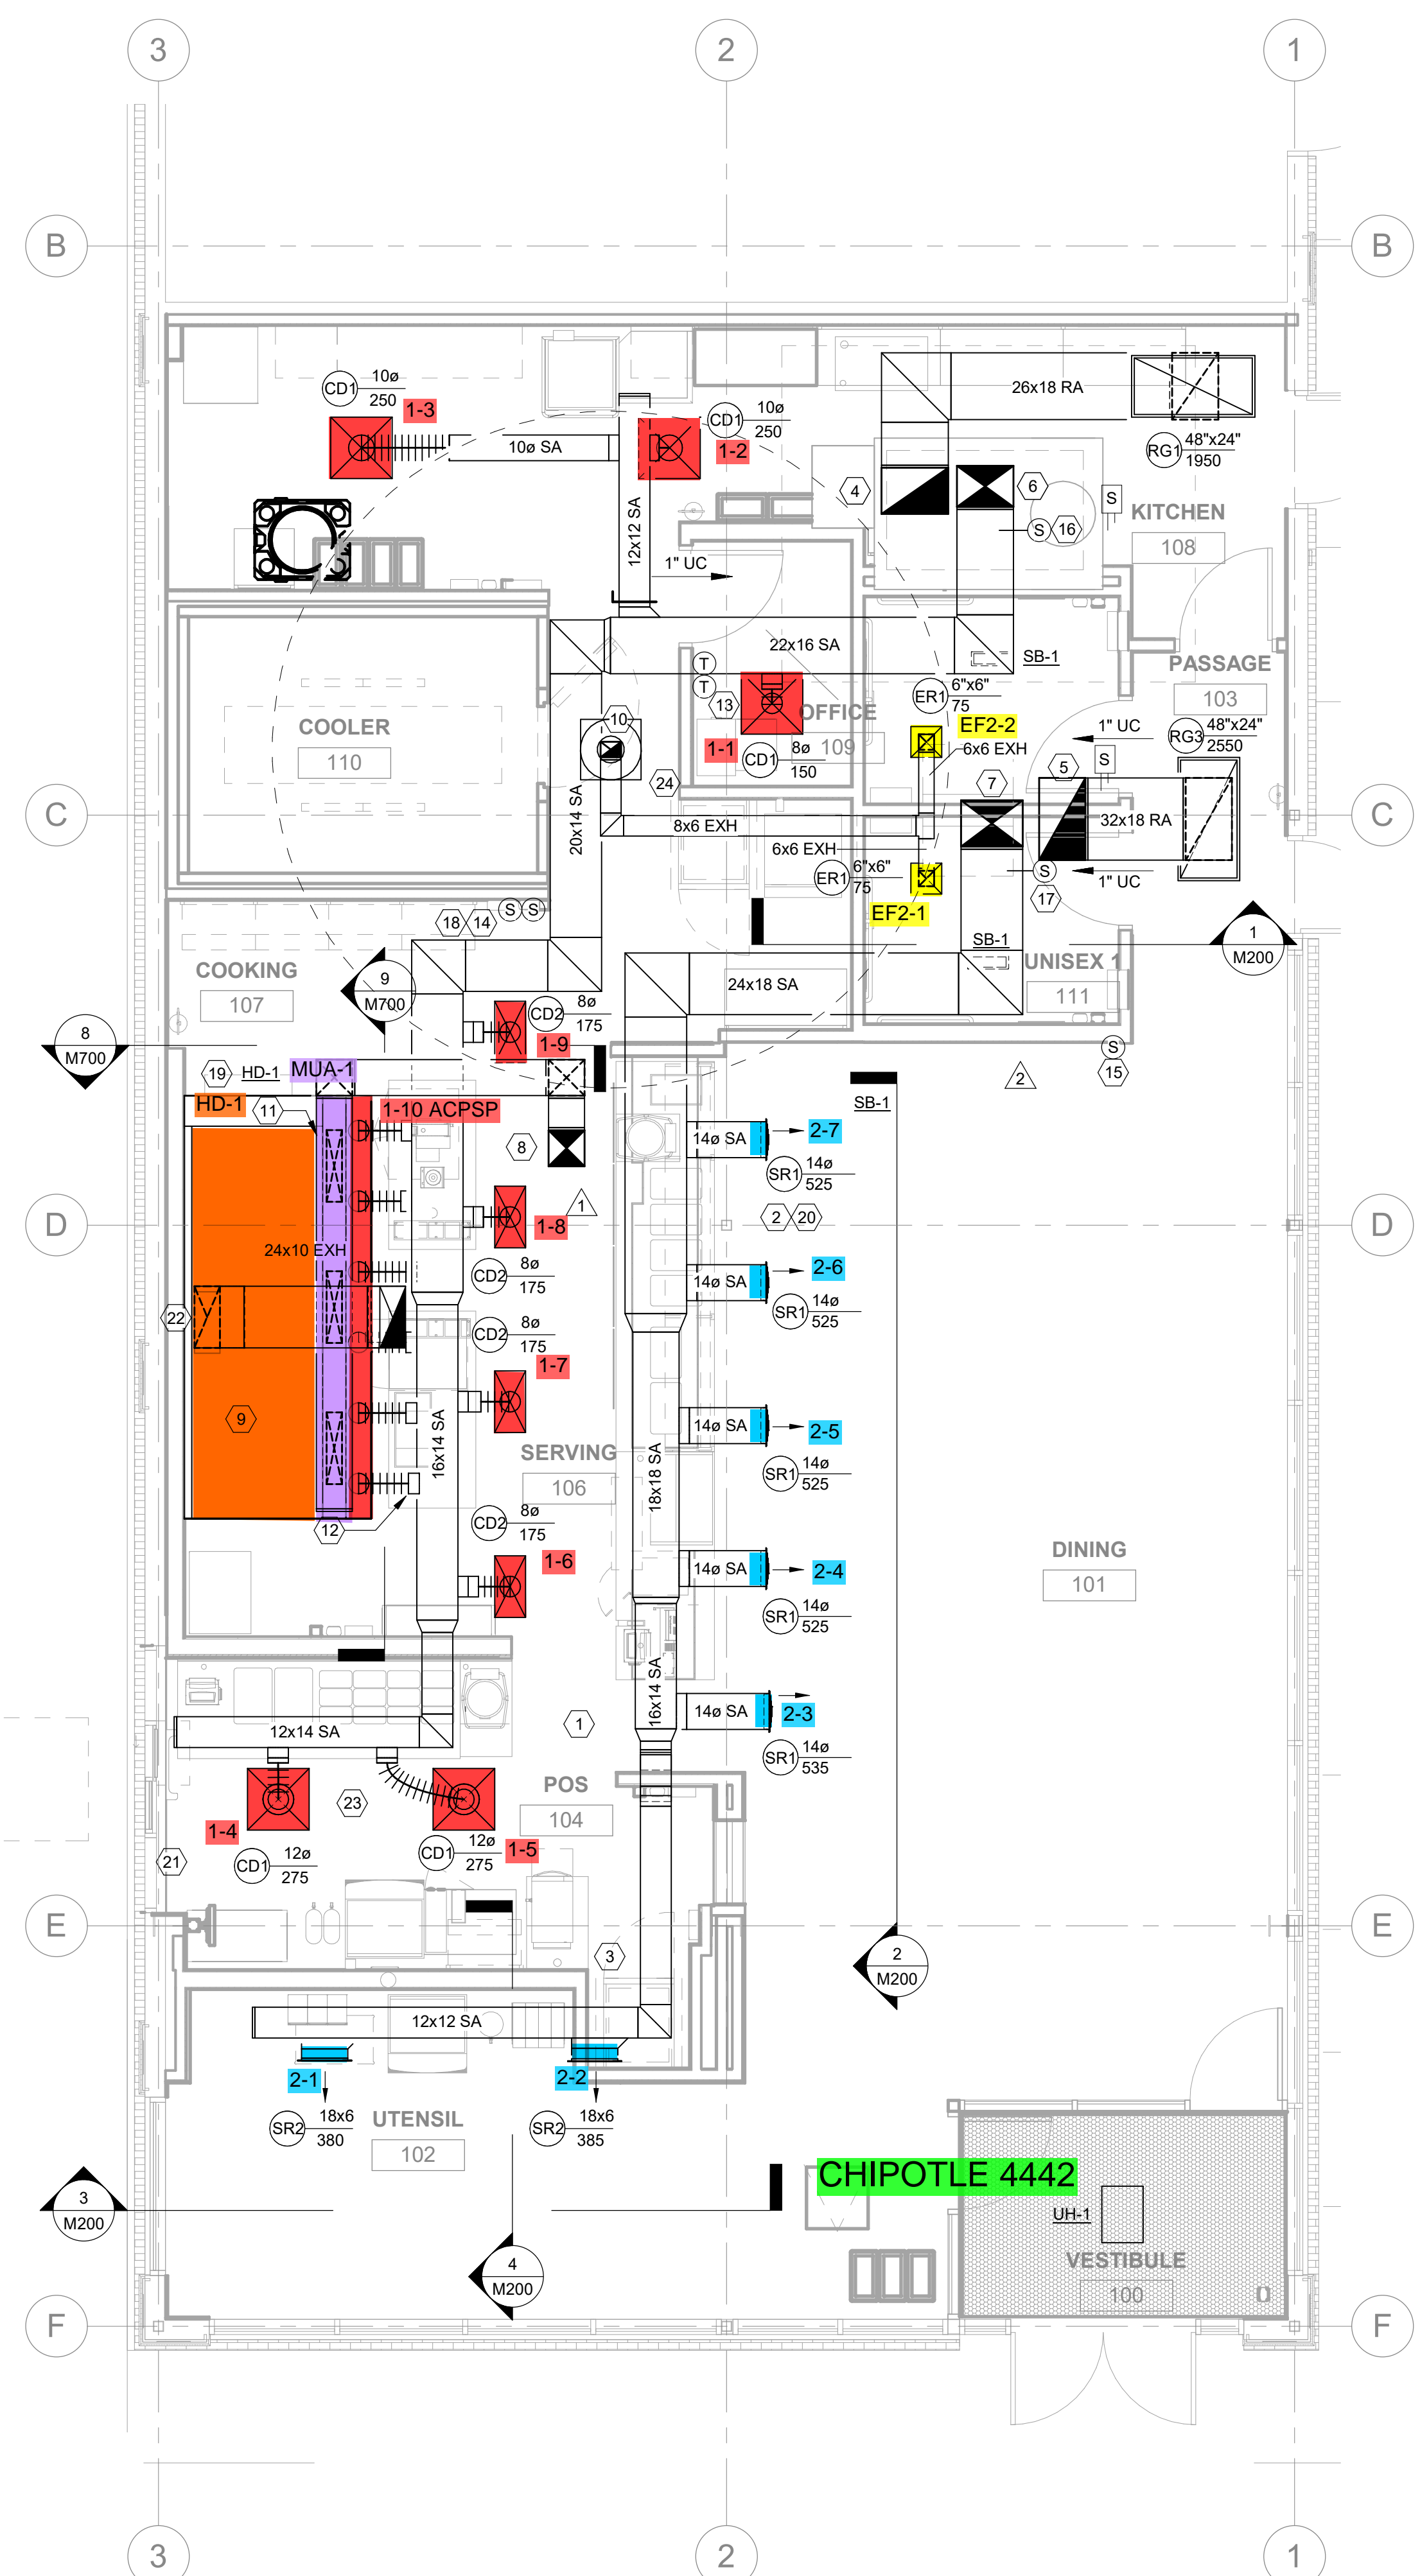 3
2
1
B
B
CD1
10ø
250
1-3
10ø SA
CD1
10ø
250
1-2
26x18 RA
RG1
48"x24"
1950
4
6
S
S
16
KITCHEN
108
12x12 SA
1" UC
22x16 SA
SB-1
T
T
PASSAGE
103
COOLER
110
10
13
OFFICE
109
1-1
CD1
8ø
150
ER1
6"x6"
75
EF2-2
6x6 EXH
1" UC
RG3
48"x24"
2550
S
24
7
5
C
C
20x14 SA
8x6 EXH
32x18 RA
6x6 EXH
ER1
6"x6"
75
EF2-1
S
1" UC
17
18
14
S
S
SB-1
1
M200
COOKING
107
9
M700
24x18 SA
UNISEX 1
111
CD2
8ø
175
1-9
8
M700
S
15
19
HD-1
MUA-1
2
HD-1
11
1-10 ACPSP
SB-1
8
14ø SA
2-7
SR1
14ø
525
1
1-8
D
D
2
20
24x10 EXH
CD2
8ø
175
14ø SA
2-6
SR1
14ø
525
22
CD2
8ø
175
1-7
9
16x14 SA
14ø SA
2-5
SERVING
106
18x18 SA
SR1
14ø
525
12
CD2
8ø
175
1-6
DINING
101
14ø SA
2-4
SR1
14ø
525
16x14 SA
14ø SA
2-3
12x14 SA
1
SR1
14ø
535
POS
104
23
1-4
CD1
12ø
275
CD1
12ø
275
1-5
21
E
E
3
2
M200
12x12 SA
2-1
2-2
SR2
18x6
380
SR2
18x6
385
UTENSIL
102
CHIPOTLE 4442
3
M200
UH-1
VESTIBULE
100
4
M200
F
F
3
2
1